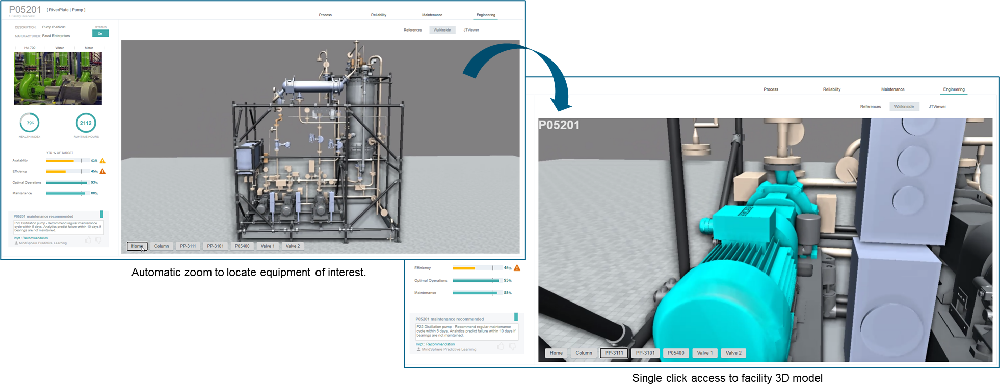 P05201 [ RiverPlate | Pump ]
< Facility Overview
Process Reliability Maintenance Engineering
DESCRIPTION: Pump P-05201 STATUS
MANUFACTURER: Faust Enterprises On
References Walkinside JTViewer
HA 700 Water Motor
79% 2112
HEALTH INDEX RUNTIME HOURS
YTD % OF TARGET
Availability 63%
Efficiency 45%
Optimal Operations 93%
Maintenance 88%
P05201 maintenance recommended
P22 Distillation pump - Recommend regular maintenance
cycle within 5 days. Analytics predict failure within 10 days if
bearings are not maintained.
Impt : Recommendation
MindSphere Predictive Learning
Home Column PP-3111 PP-3101 P05400 Valve 1 Valve 2
Automatic zoom to locate equipment of interest.
Process Reliability Maintenance Engineering
References Walkinside JTViewer
P05201
Efficiency 45%
Optimal Operations 93%
Maintenance 88%
P05201 maintenance recommended
P22 Distillation pump - Recommend regular maintenance
cycle within 5 days. Analytics predict failure within 10 days if
bearings are not maintained.
Impt : Recommendation
MindSphere Predictive Learning
Home Column PP-3111 PP-3101 P05400 Valve 1 Valve 2
Single click access to facility 3D model